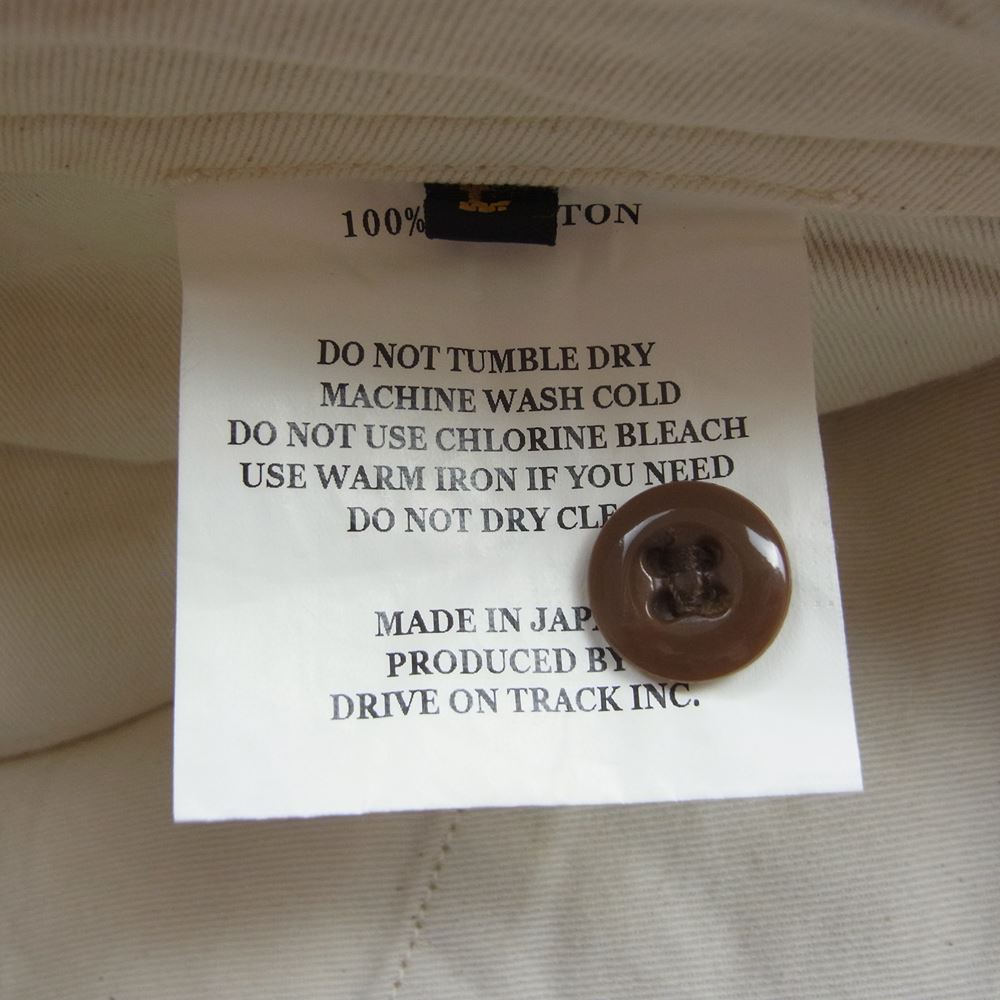 100% TON
DO NOT TUMBLE DRY
MACHINE WASH COLD
DO NOT USE CHLORINE BLEACH
USE WARM IRON IF YOU NEED
DO NOT DRY CLE
MADE IN JAPA
PRODUCED BY
DRIVE ON TRACK INC.